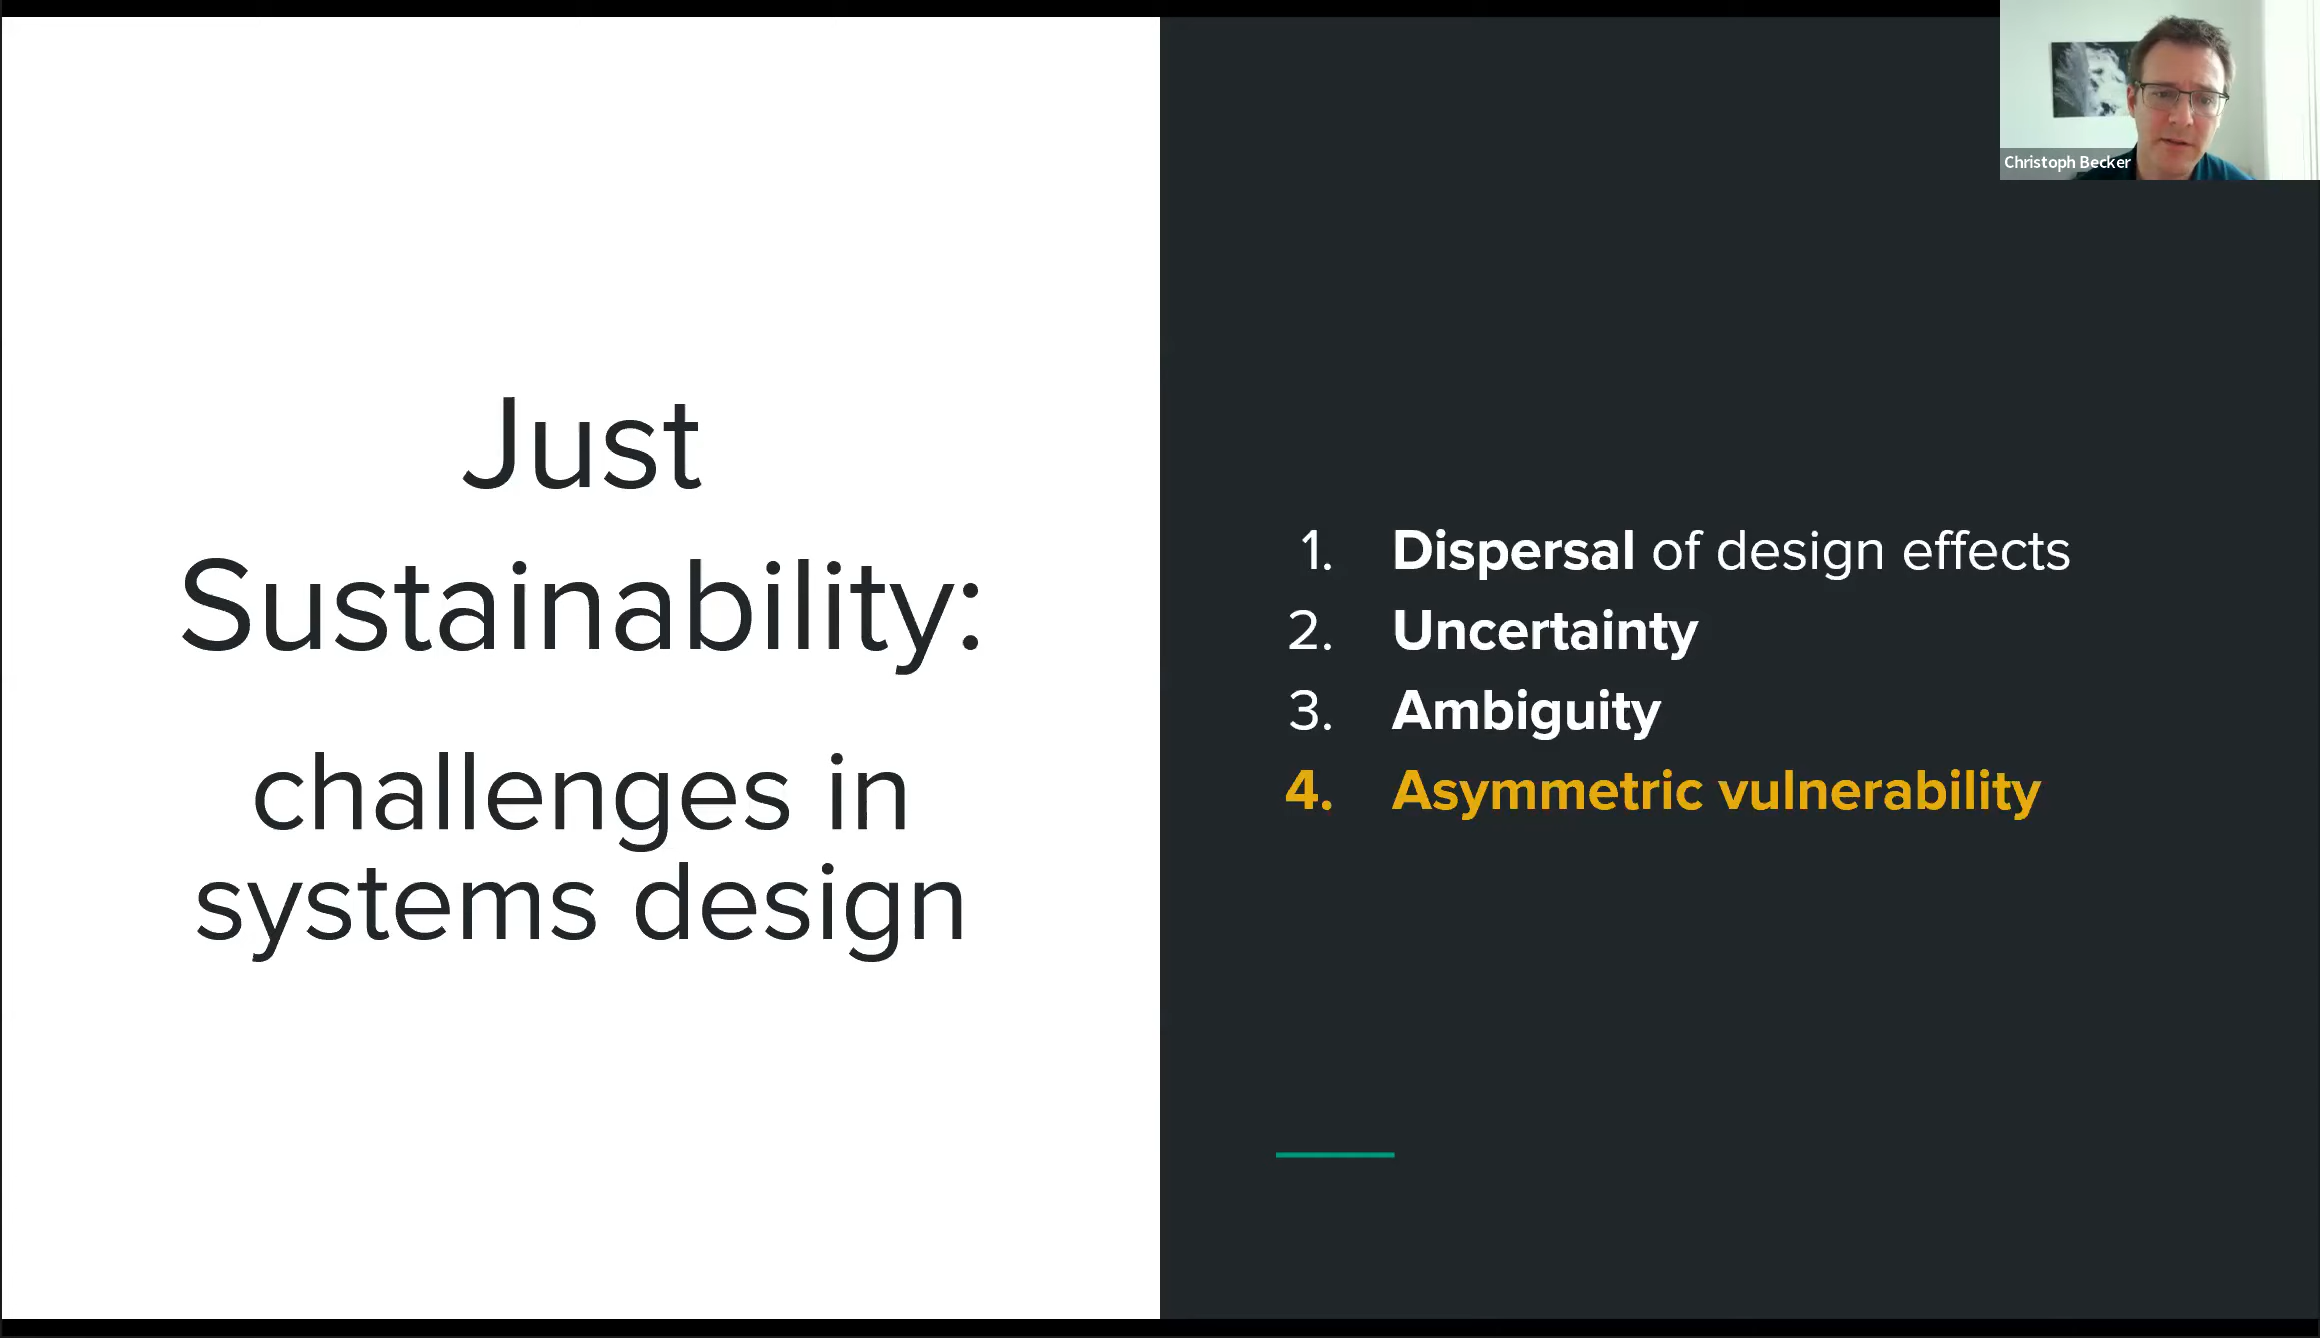 Just
Sustainability:
challenges in
systems design
1. Dispersal of design effects
2. Uncertainty
3. Ambiguity
4. Asymmetric vulnerability
Christoph Becker